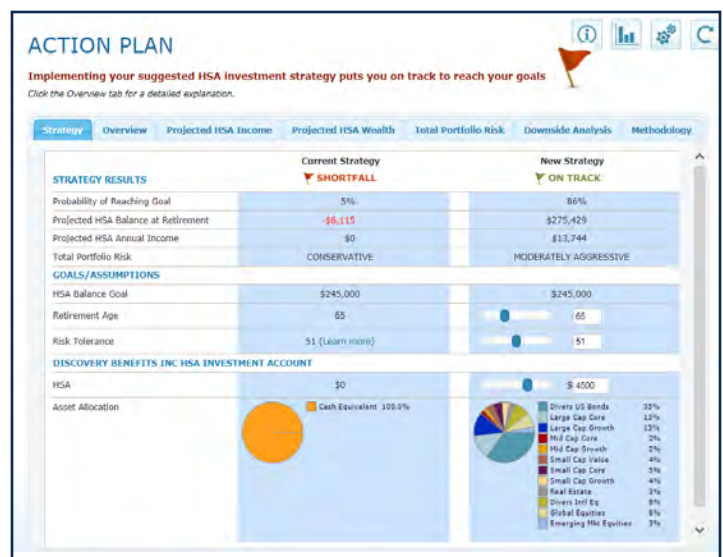 ACTION PLAN
Implementing your suggested HSA investment strategy puts you on track to reach your goals
Click the Overview tab for a detailed explanation.
Strategy Overview Projected HSA Income Projected HSA Wealth Total Portfolio Risk Downside Analysis Methodology
Current Strategy New Strategy
STRATEGY RESULTS SHORTFALL ON TRACK
Probability of Reaching Goal 5% 86%
Projected HSA Balance at Retirement -$6,115 $275,429
Projected HSA Annual Income $0 $13,744
Total Portfolio Risk CONSERVATIVE MODERATELY AGGRESSIVE
GOALS/ASSUMPTIONS
HSA Balance Goal $245,000 $245,000
Retirement Age 65 65
Risk Tolerance 51 (Learn more) 51
DISCOVERY BENEFITS INC HSA INVESTMENT ACCOUNT
HSA $0 $ 4500
Asset Allocation Cash Equivalent 100.0% Divers US Bonds 35%
Large Cap Core 13%
Large Cap Growth 13%
Mid Cap Core 2%
Mid Cap Growth 2%
Small Cap Value 4%
Small Cap Core 5%
Small Cap Growth 4%
Real Estate 3%
Divers Intl Eq 8%
Global Equities 8%
Emerging Mkt Equities 3%